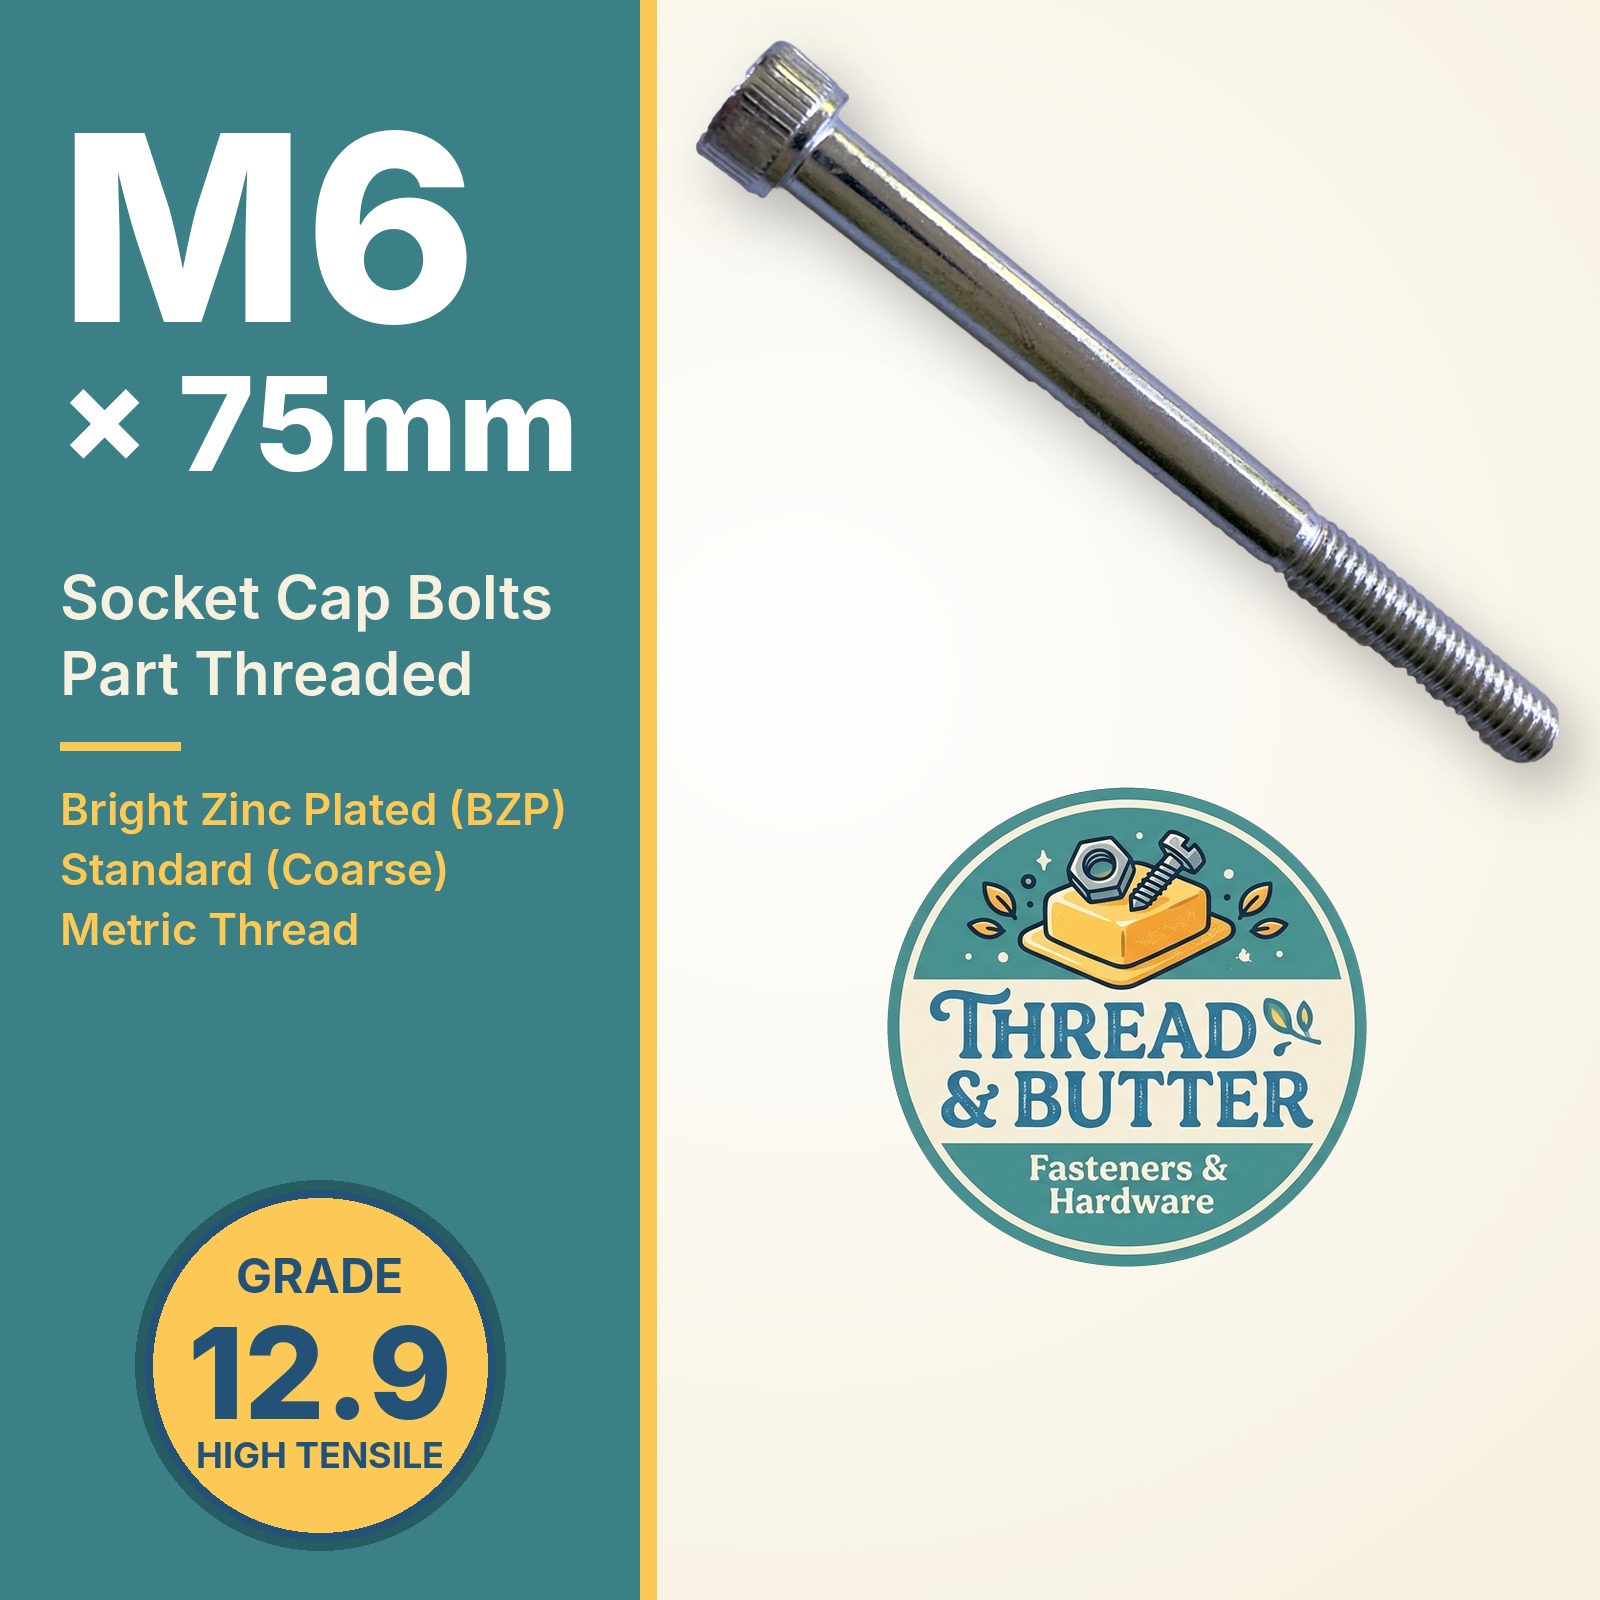 M6
× 75mm
Socket Cap Bolts
Part Threaded
Bright Zinc Plated (BZP)
Standard (Coarse)
Metric Thread
GRADE
12.9
HIGH TENSILE
THREAD
& BUTTER
Fasteners &
Hardware